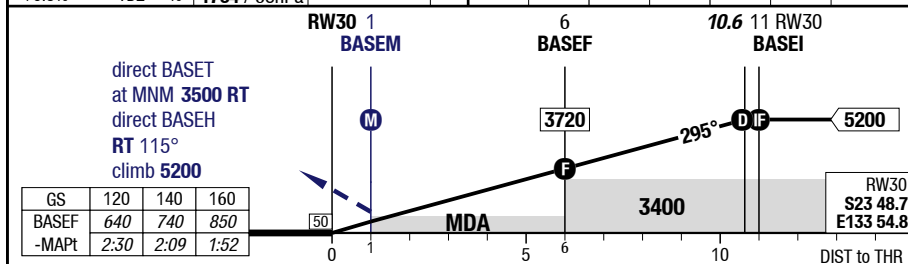 1704 / 60hPa
RW30 1
BASEM
6
BASEF
10.6 11 RW30
BASEI
direct BASET
at MNM 3500 RT
direct BASEH
RT 115°
climb 5200
M
3720
295°
D IF
5200
F
GS 120 140 160
BASEF 640 740 850
-MAPt 2:30 2:09 1:52
50
MDA
3400
RW30
S23 48.7
E133 54.8
0 1 5 6 10
DIST to THR